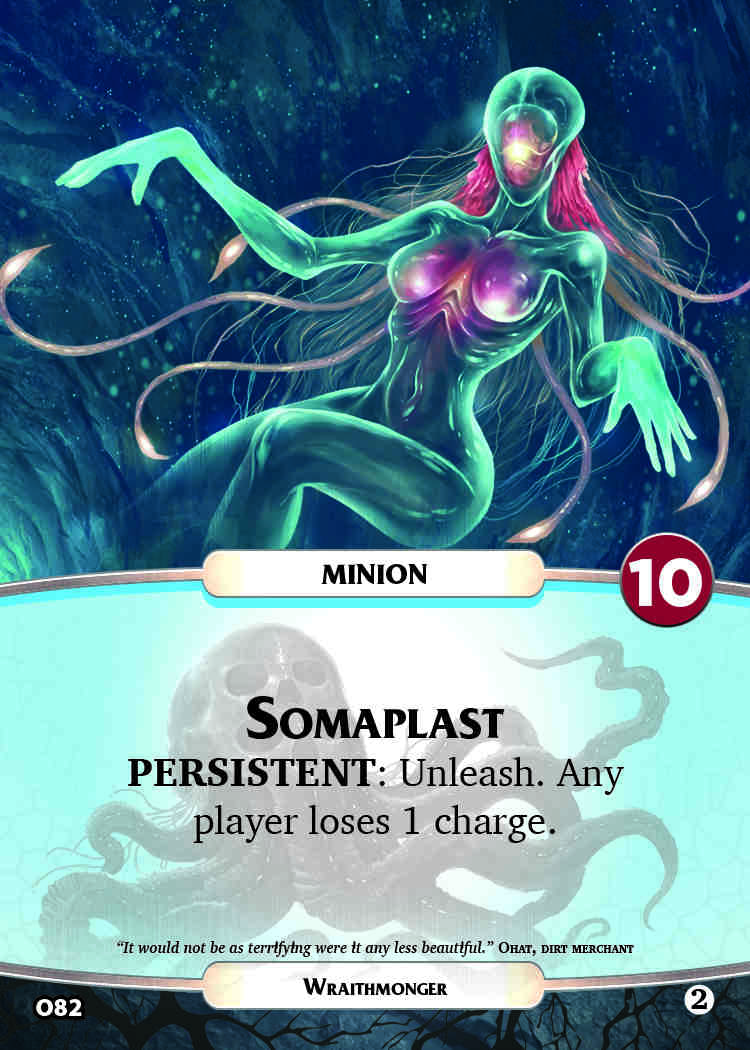 MINION
10
Somaplast
PERSISTENT: Unleash. Any
player loses 1 charge.
“It would not be as terrifying were it any less beautiful.” Ohat, dirt merchant
Wraithmonger
082
2